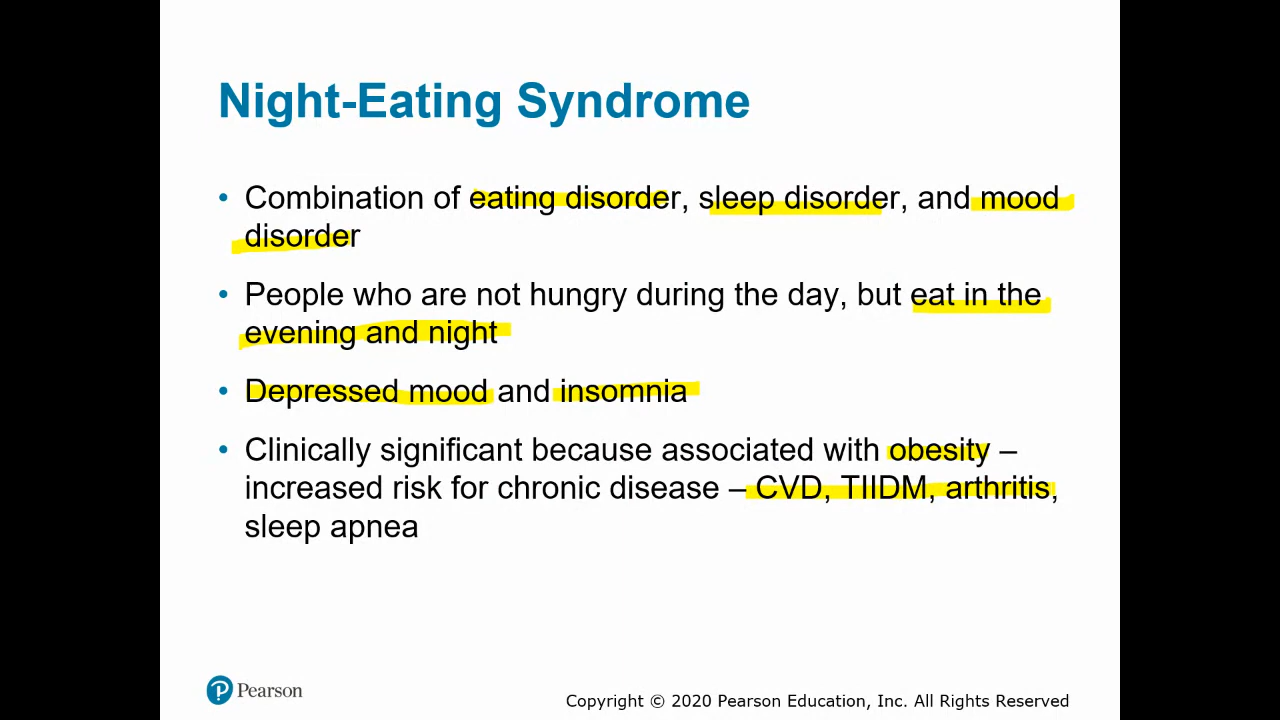 Night-Eating Syndrome
• Combination of eating disorder, sleep disorder, and mood
disorder
• People who are not hungry during the day, but eat in the
evening and night
• Depressed mood and insomnia
• Clinically significant because associated with obesity –
increased risk for chronic disease – CVD, TIIDM, arthritis,
sleep apnea
Pearson
Copyright © 2020 Pearson Education, Inc. All Rights Reserved